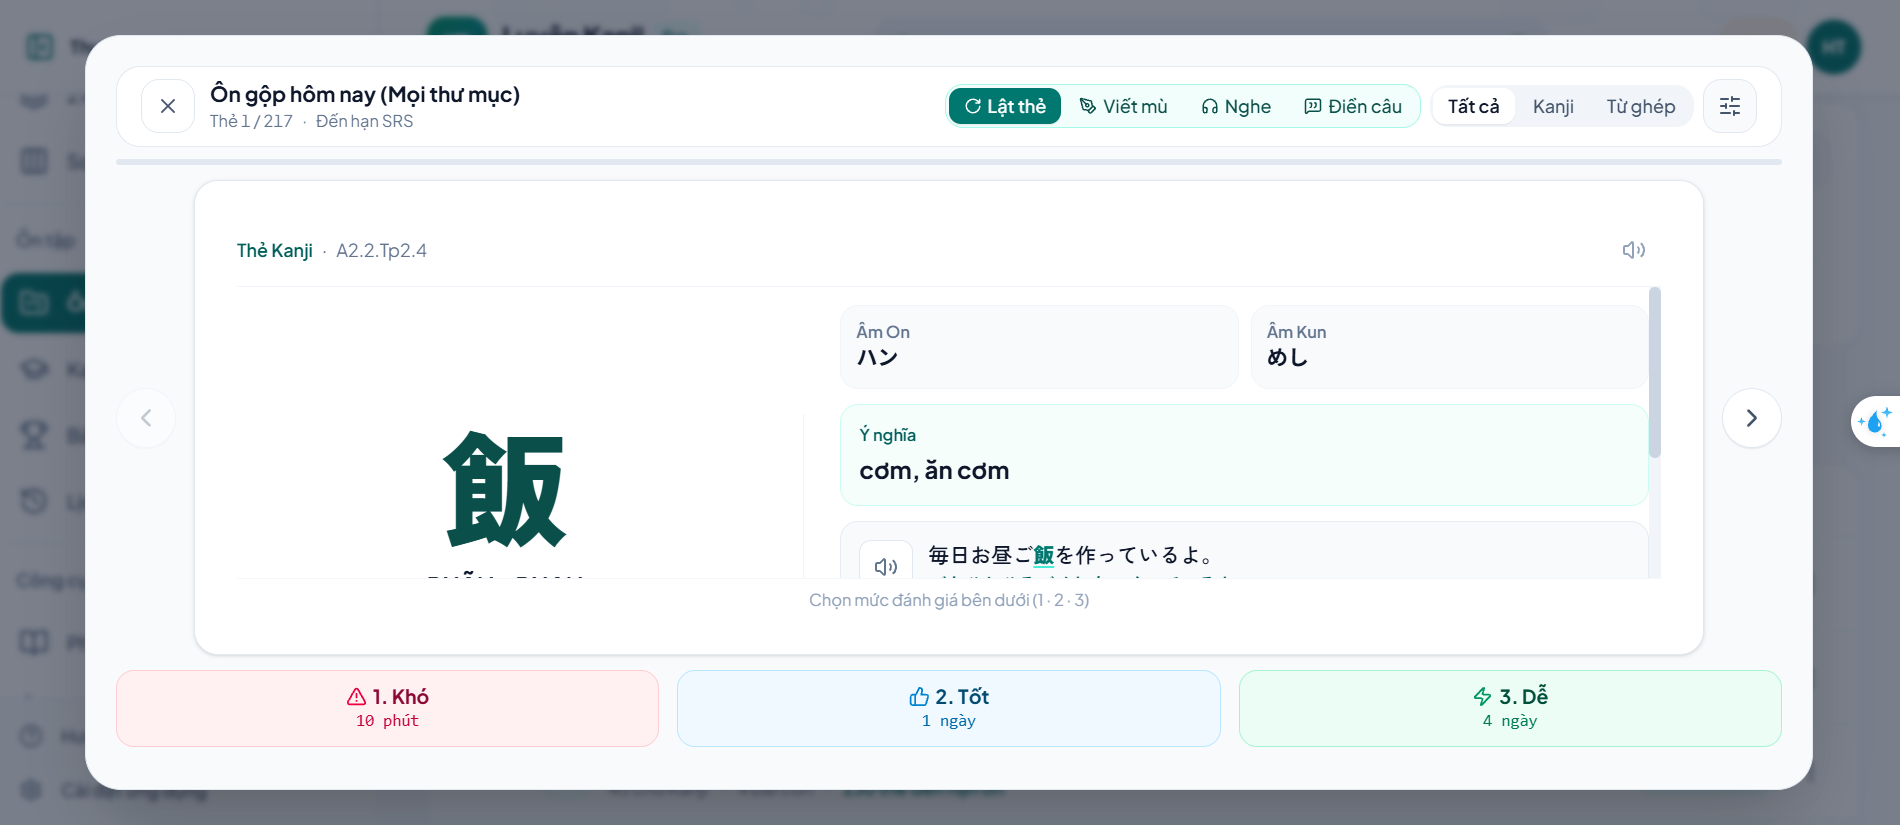 Ôn gộp hôm nay (Mọi thư mục)
Thẻ 1 / 217 · Đến hạn SRS
Lật thẻ
Viết mù
Nghe
Điền câu
Tất cả
Kanji
Từ ghép
HT
Thẻ Kanji · A2.2.Tp2.4
飯
Âm On
ハン
Âm Kun
めし
Ý nghĩa
cơm, ăn cơm
毎日お昼ご飯を作っているよ。
Chọn mức đánh giá bên dưới (1 · 2 · 3)
1. Khó
10 phút
2. Tốt
1 ngày
3. Dễ
4 ngày